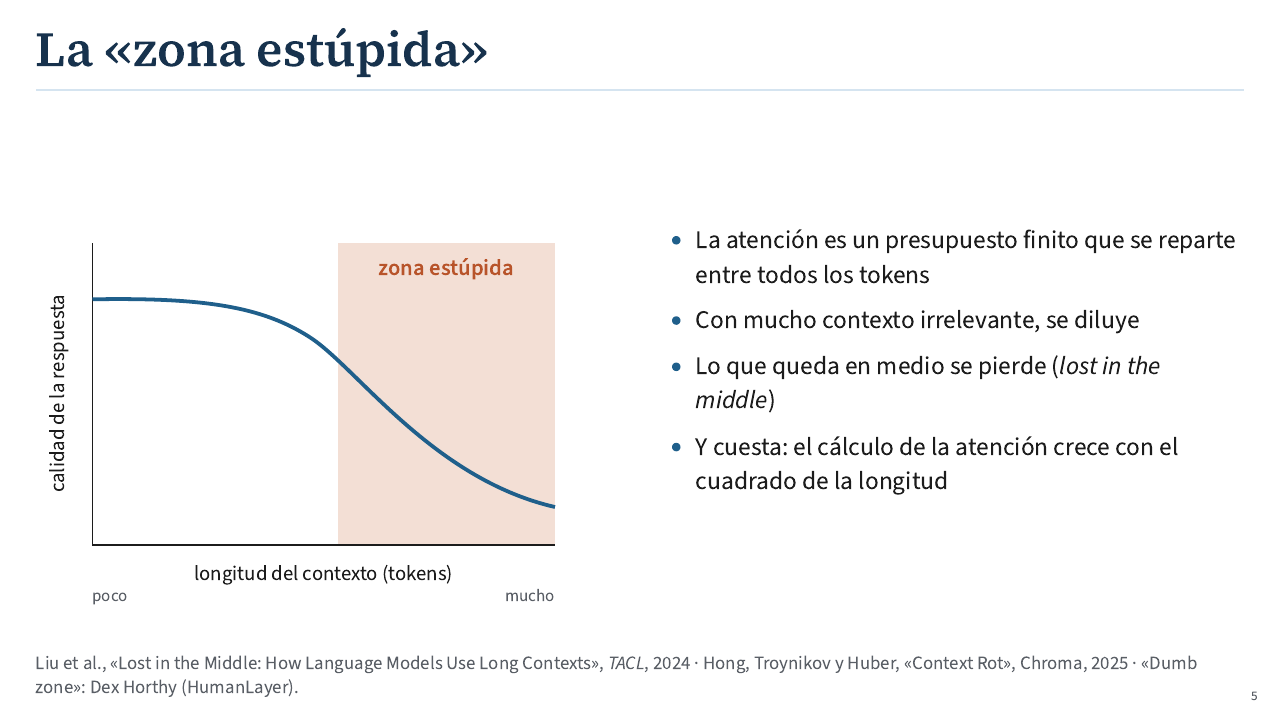 La «zona estúpida»
zona estúpida
calidad de la respuesta
longitud del contexto (tokens)
poco
mucho
La atención es un presupuesto finito que se reparte
entre todos los tokens
Con mucho contexto irrelevante, se diluye
Lo que queda en medio se pierde (lost in the
middle)
Y cuesta: el cálculo de la atención crece con el
cuadrado de la longitud
Liu et al., «Lost in the Middle: How Language Models Use Long Contexts», TACL, 2024 · Hong, Troynikov y Huber, «Context Rot», Chroma, 2025 · «Dumb
zone»: Dex Horthy (HumanLayer).
5